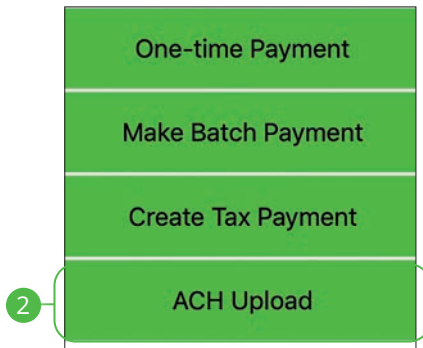 One-time Payment
Make Batch Payment
Create Tax Payment
2
ACH Upload